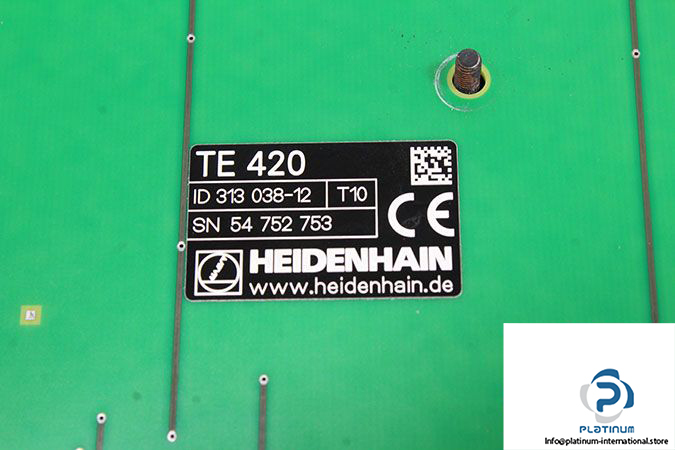 TE 420
ID 313 038-12 T10
SN 54 752 753
CE
HEIDENHAIN
www.heidenhain.de
PLATINUM
Info@platinum-international.store